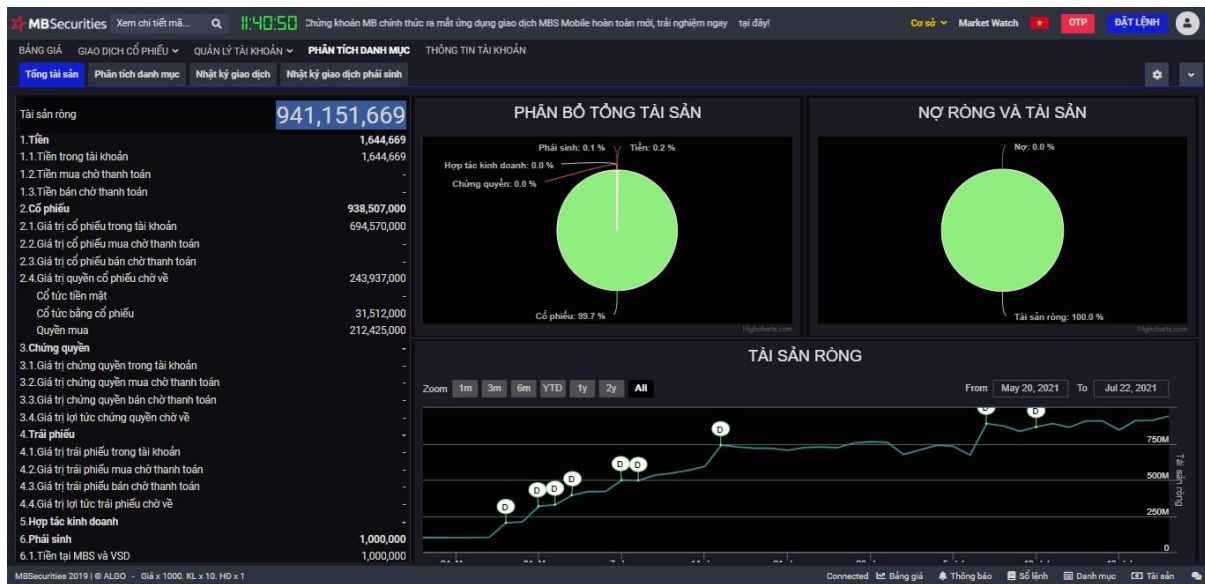 MBSecurities Xem chi tiết mã... 11:40:50 Chứng khoán MB chính thức ra mắt ứng dụng giao dịch MBS Mobile hoàn toàn mới, trải nghiệm ngay tại đây! Cơ sở Market Watch OTP ĐẶT LỆNH
BẢNG GIÁ GIAO DỊCH CỔ PHIẾU QUẢN LÝ TÀI KHOẢN PHÂN TÍCH DANH MỤC THÔNG TIN TÀI KHOẢN
Tổng tài sản Phân tích danh mục Nhật ký giao dịch Nhật ký giao dịch phái sinh
Tài sản ròng 941,151,669
1.Tiền 1,644,669
1.1.Tiền trong tài khoản 1,644,669
1.2.Tiền mua chờ thanh toán -
1.3.Tiền bán chờ thanh toán -
2.Cổ phiếu 938,507,000
2.1.Giá trị cổ phiếu trong tài khoản 694,570,000
2.2.Giá trị cổ phiếu mua chờ thanh toán -
2.3.Giá trị cổ phiếu bán chờ thanh toán -
2.4.Giá trị quyền cổ phiếu chờ về 243,937,000
Cổ tức tiền mặt -
Cổ tức bằng cổ phiếu 31,512,000
Quyền mua 212,425,000
3.Chứng quyền -
3.1.Giá trị chứng quyền trong tài khoản -
3.2.Giá trị chứng quyền mua chờ thanh toán -
3.3.Giá trị chứng quyền bán chờ thanh toán -
3.4.Giá trị lợi tức chứng quyền chờ về -
4.Trái phiếu -
4.1.Giá trị trái phiếu trong tài khoản -
4.2.Giá trị trái phiếu mua chờ thanh toán -
4.3.Giá trị trái phiếu bán chờ thanh toán -
4.4.Giá trị lợi tức trái phiếu chờ về -
5.Hợp tác kinh doanh -
6.Phái sinh 1,000,000
6.1.Tiền tại MBS và VSD 1,000,000
PHÂN BỔ TỔNG TÀI SẢN
Phái sinh: 0.1 % Tiền: 0.2 %
Hợp tác kinh doanh: 0.0 %
Chứng quyền: 0.0 %
Cổ phiếu: 99.7 %
Highcharts.com
NỢ RÒNG VÀ TÀI SẢN
Nợ: 0.0 %
Tài sản ròng: 100.0 %
Highcharts.com
TÀI SẢN RÒNG
Zoom 1m 3m 6m YTD 1y 2y All From May 20, 2021 To Jul 22, 2021
D D
D
D D
D
D D
D
750M
500M
250M
0
Tài sản ròng
MBSecurities 2019 | © ALGO - Giá x 1000. KL x 10. HĐ x 1 Connected Bảng giá Thông báo Sổ lệnh Danh mục Tài sản